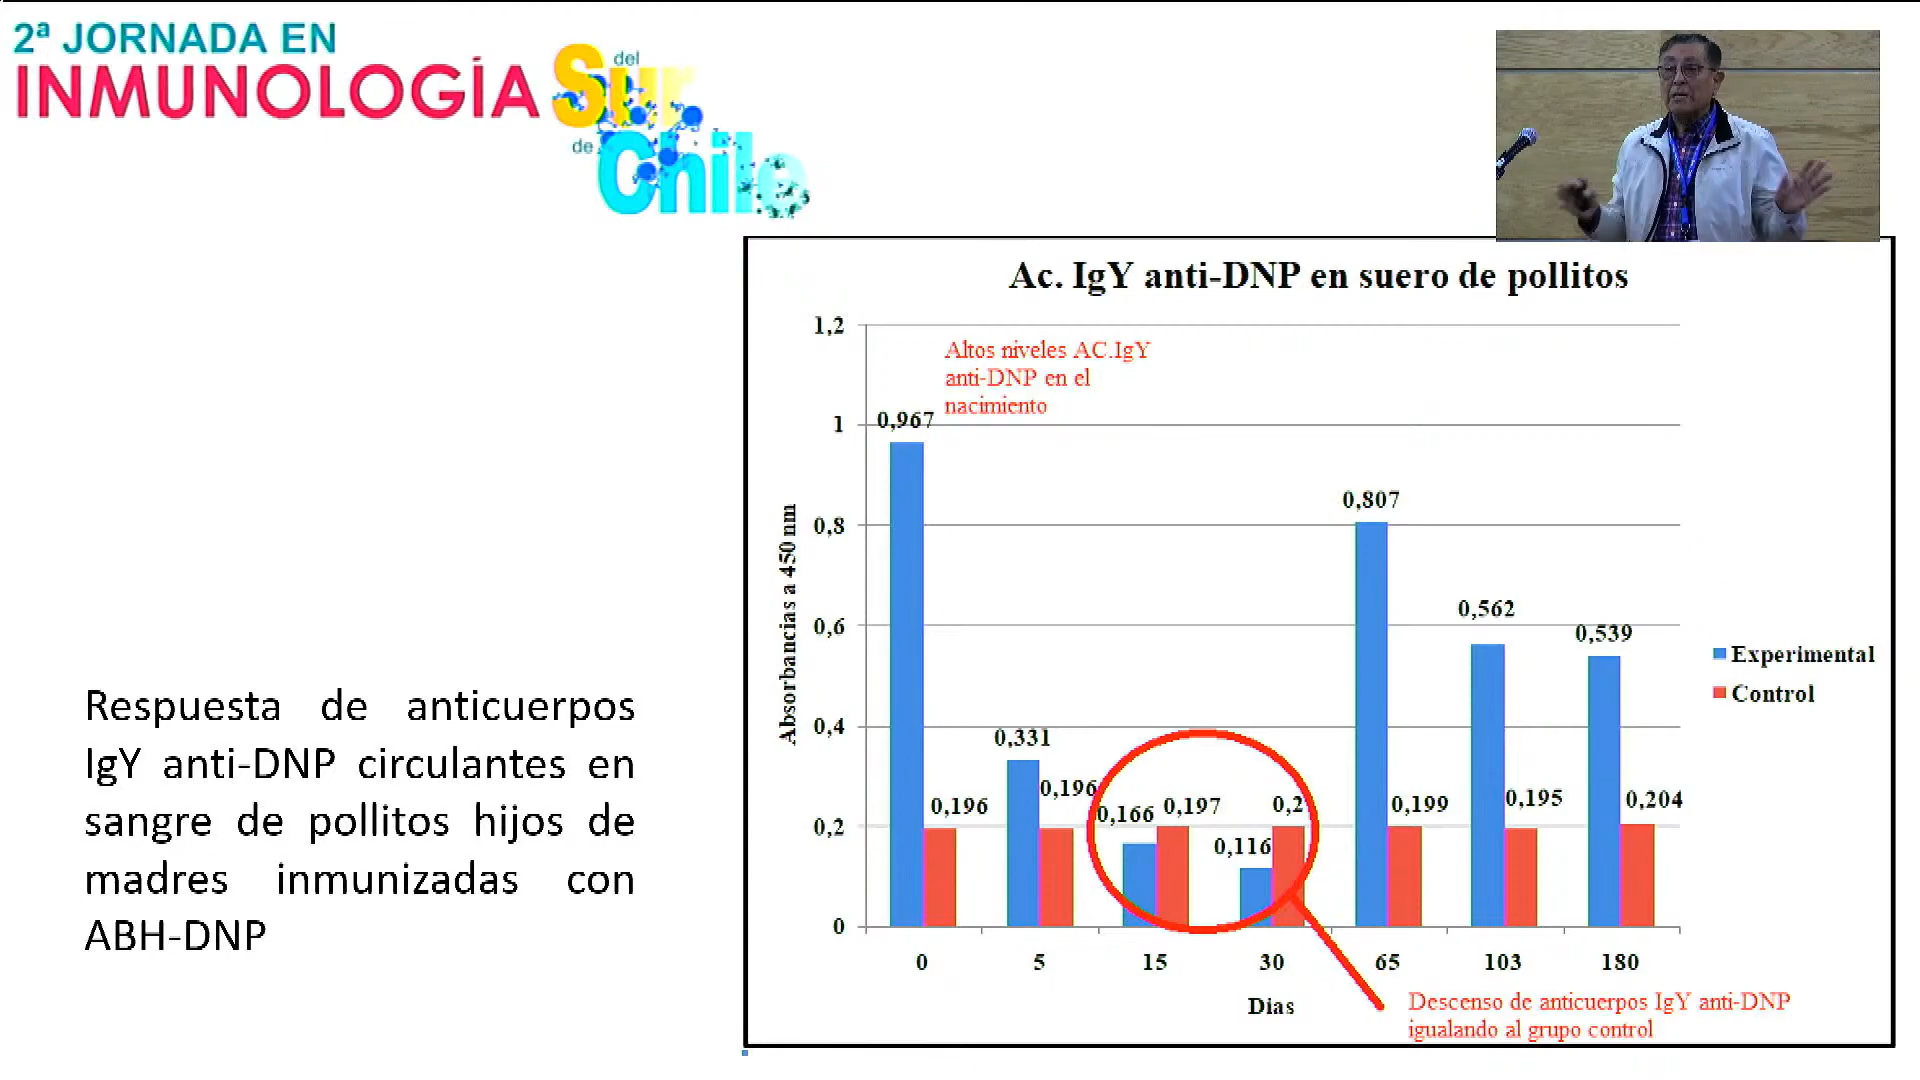 2ª JORNADA EN
INMUNOLOGÍA
del
Sur
de
Chile
Ac. IgY anti-DNP en suero de pollitos
Altos niveles AC.IgY
anti-DNP en el
nacimiento
Absorbancias a 450 nm
1,2
1
0,8
0,6
0,4
0,2
0
0,967
0,196
0,331
0,196
0,166
0,197
0,116
0,2
0,807
0,199
0,562
0,195
0,539
0,204
0
5
15
30
65
103
180
Dias
Experimental
Control
Descenso de anticuerpos IgY anti-DNP
igualando al grupo control
Respuesta de anticuerpos
IgY anti-DNP circulantes en
sangre de pollitos hijos de
madres inmunizadas con
ABH-DNP